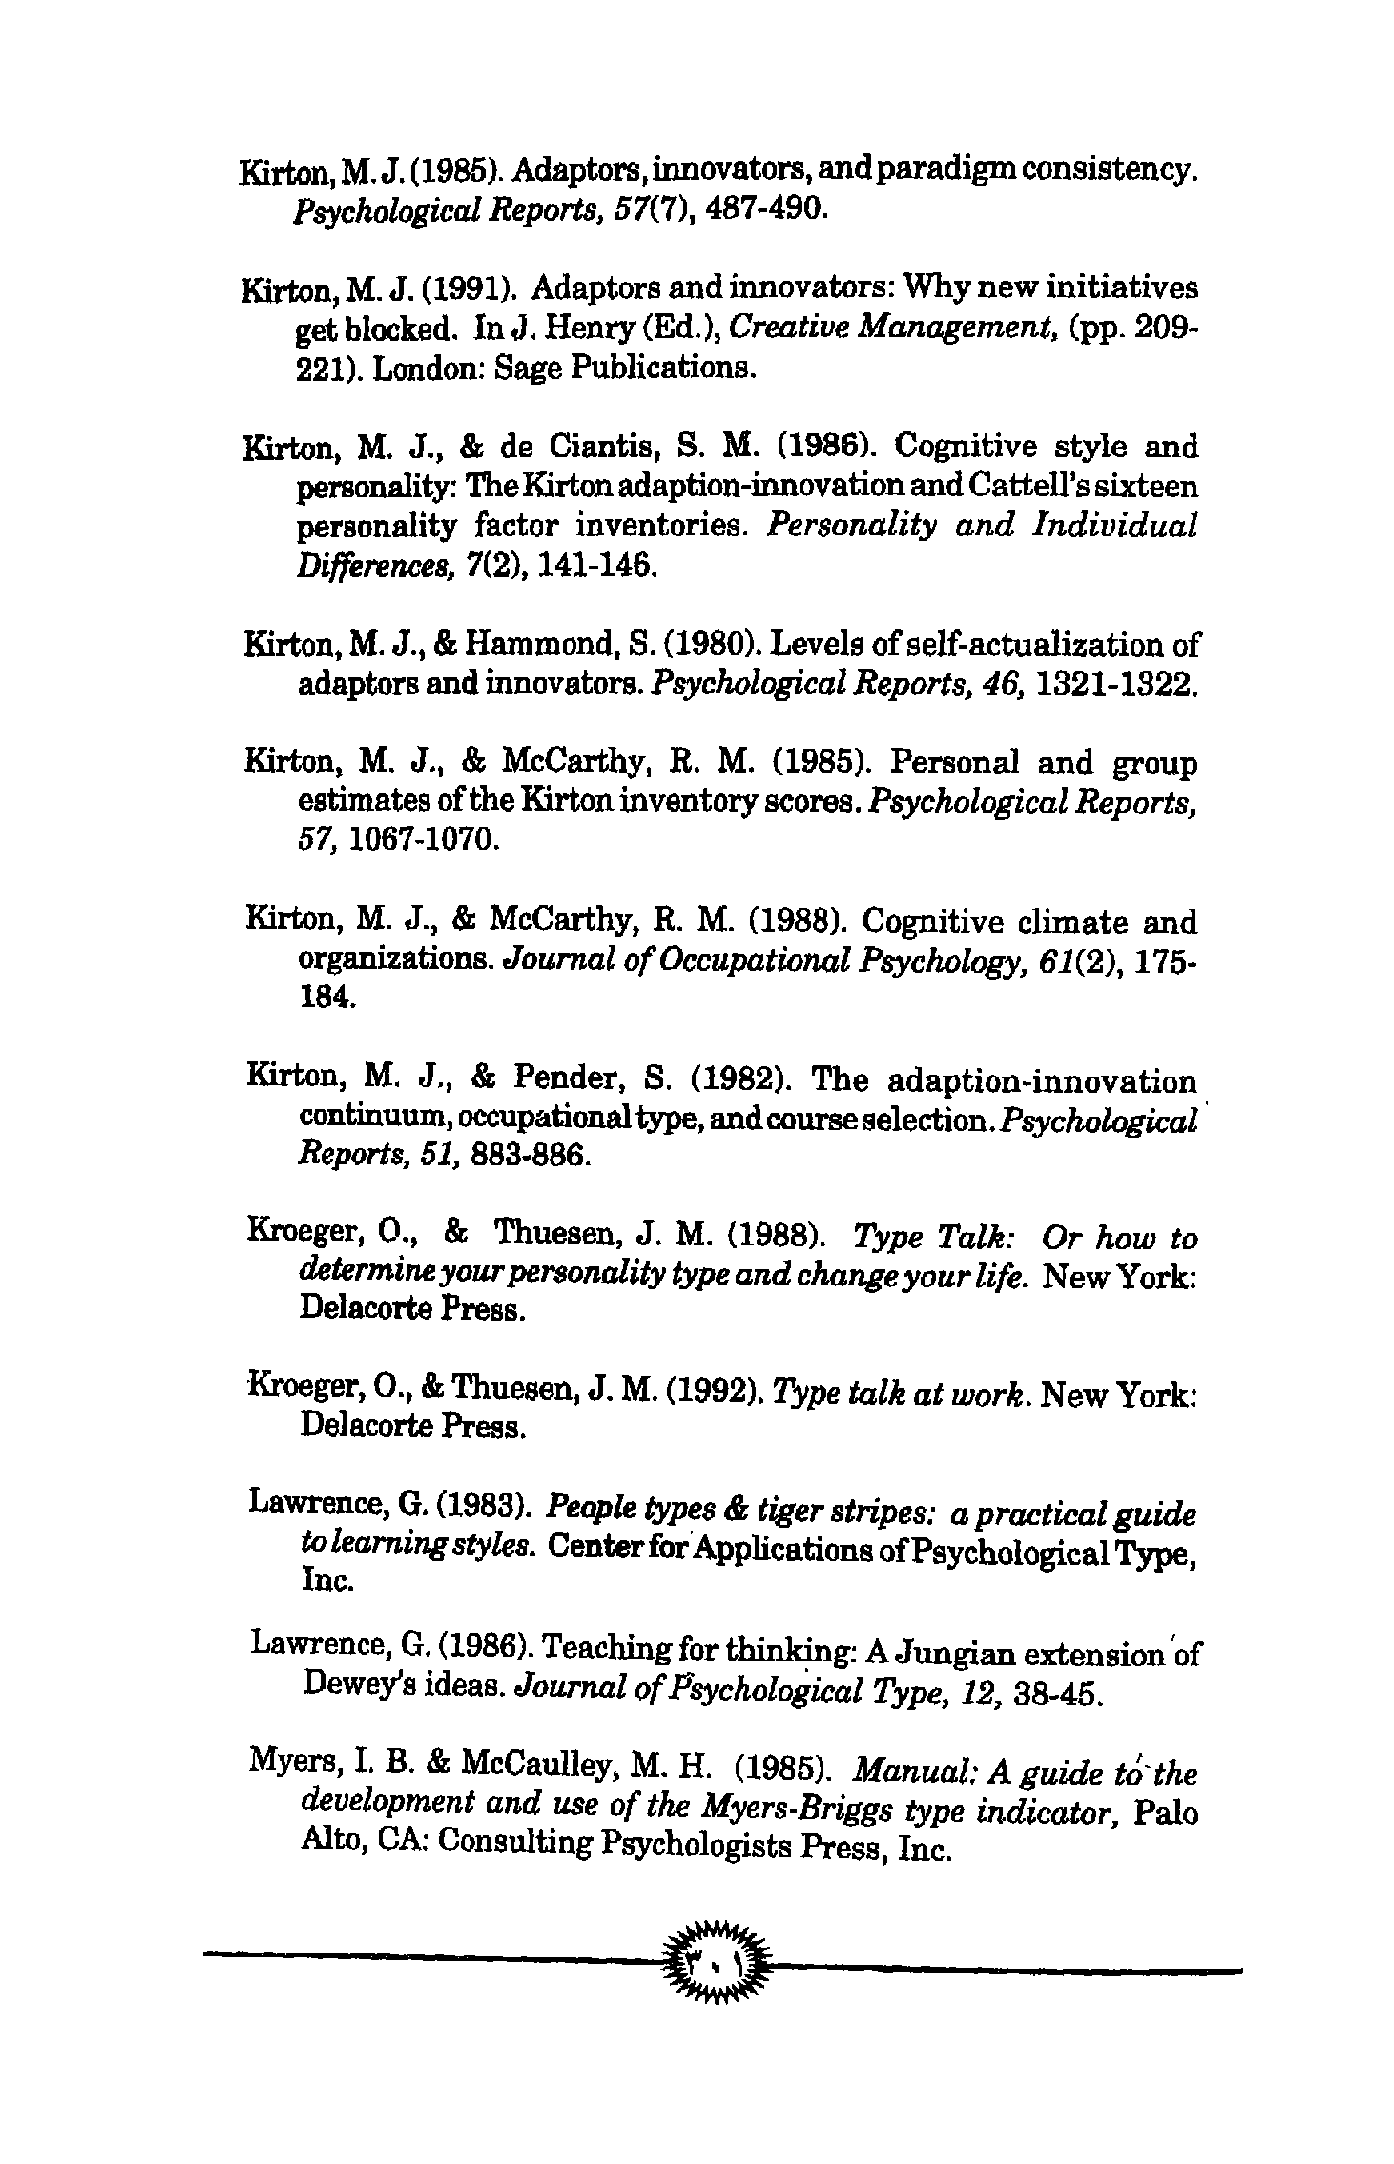 Kirton, M. J. (1985). Adaptors, innovators, and paradigm consistency.
Psychological Reports, 57(7), 487-490.
Kirton, M. J. (1991). Adaptors and innovators: Why new initiatives
get blocked. In J. Henry (Ed.), Creative Management, (pp. 209-
221). London: Sage Publications.
Kirton, M. J., & de Ciantis, S. M. (1986). Cognitive style and
personality: The Kirton adaption-innovation and Cattell's sixteen
personality factor inventories. Personality and Individual
Differences, 7(2), 141-146.
Kirton, M. J., & Hammond, S. (1980). Levels of self-actualization of
adaptors and innovators. Psychological Reports, 46, 1321-1322.
Kirton, M. J., & McCarthy, R. M. (1985). Personal and group
estimates of the Kirton inventory scores. Psychological Reports,
57, 1067-1070.
Kirton, M. J., & McCarthy, R. M. (1988). Cognitive climate and
organizations. Journal of Occupational Psychology, 61(2), 175-
184.
Kirton, M. J., & Pender, S. (1982). The adaption-innovation
continuum, occupational type, and course selection. Psychological
Reports, 51, 883-886.
Kroeger, O., & Thuesen, J. M. (1988). Type Talk: Or how to
determine your personality type and change your life. New York:
Delacorte Press.
Kroeger, O., & Thuesen, J. M. (1992). Type talk at work. New York:
Delacorte Press.
Lawrence, G. (1983). People types & tiger stripes: a practical guide
to learning styles. Center for Applications of Psychological Type,
Inc.
Lawrence, G. (1986). Teaching for thinking: A Jungian extension of
Dewey's ideas. Journal of Psychological Type, 12, 38-45.
Myers, I. B. & McCaulley, M. H. (1985). Manual: A guide to the
development and use of the Myers-Briggs type indicator, Palo
Alto, CA: Consulting Psychologists Press, Inc.